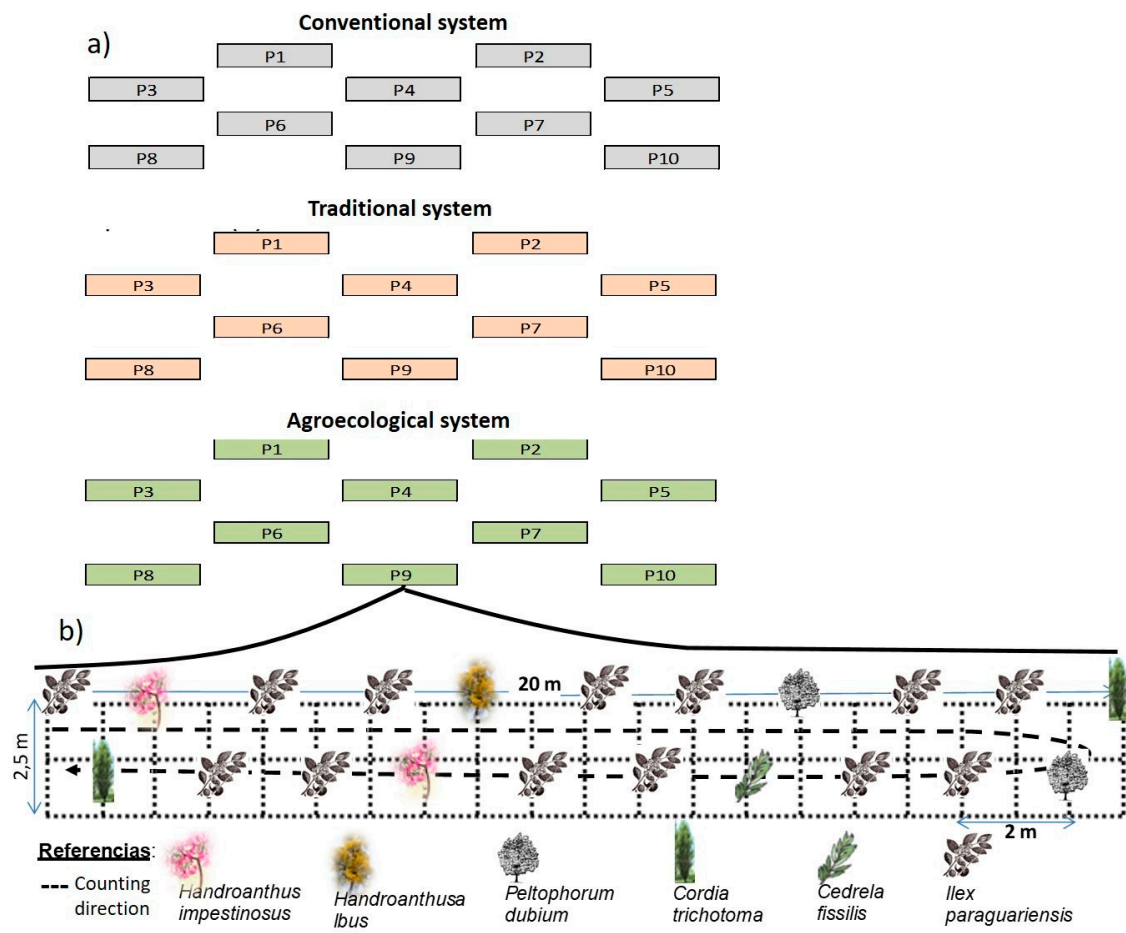 Conventional system
a)
P1 P2
P3 P4 P5
P6 P7
P8 P9 P10
Traditional system
P1 P2
P3 P4 P5
P6 P7
P8 P9 P10
Agroecological system
P1 P2
P3 P4 P5
P6 P7
P8 P9 P10
b)
20 m
2,5 m
2 m
Referencias:
Counting
direction
Handroanthus
impestinosus
Handroanthusa
lbus
Peltophorum
dubium
Cordia
trichotoma
Cedrela
fissilis
Ilex
paraguariensis